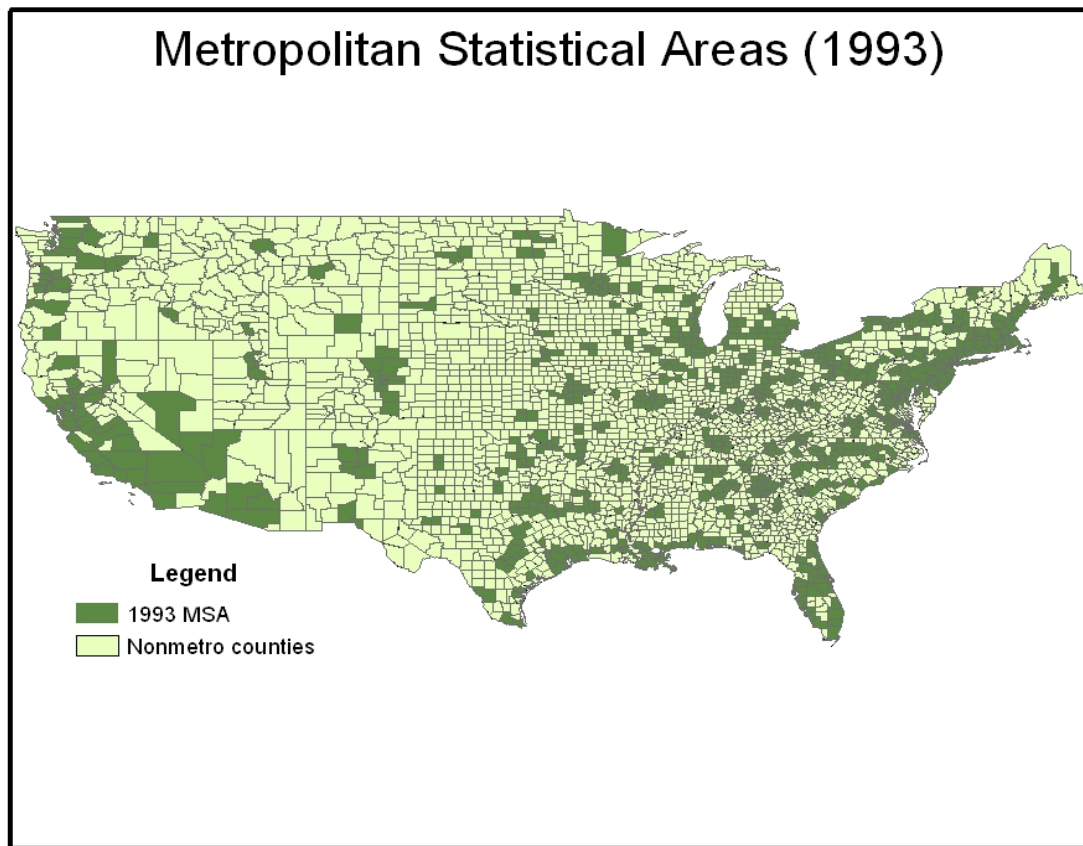 Metropolitan Statistical Areas (1993)
Legend
1993 MSA
Nonmetro counties